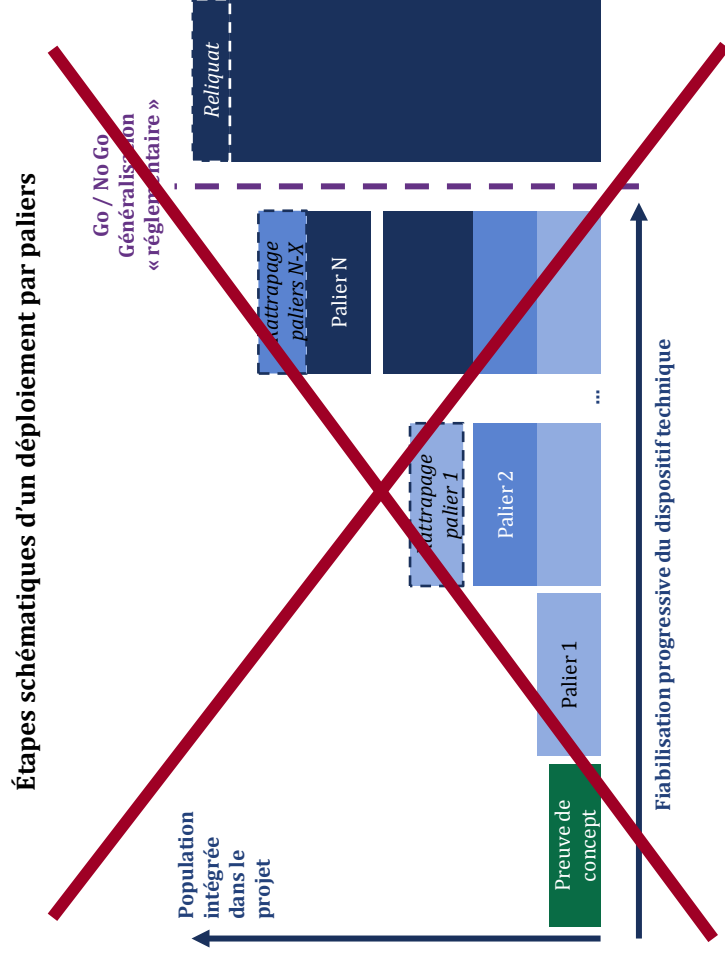 Étapes schématiques d’un déploiement par paliers
Population
intégrée
dans le
projet
Go / No Go
Généralisation
« réglementaire »
Preuve de
concept
Palier 1
Rattrapage
palier 1
Palier 2
...
Rattrapage
paliers N-X
Palier N
Reliquat
Fiabilisation progressive du dispositif technique